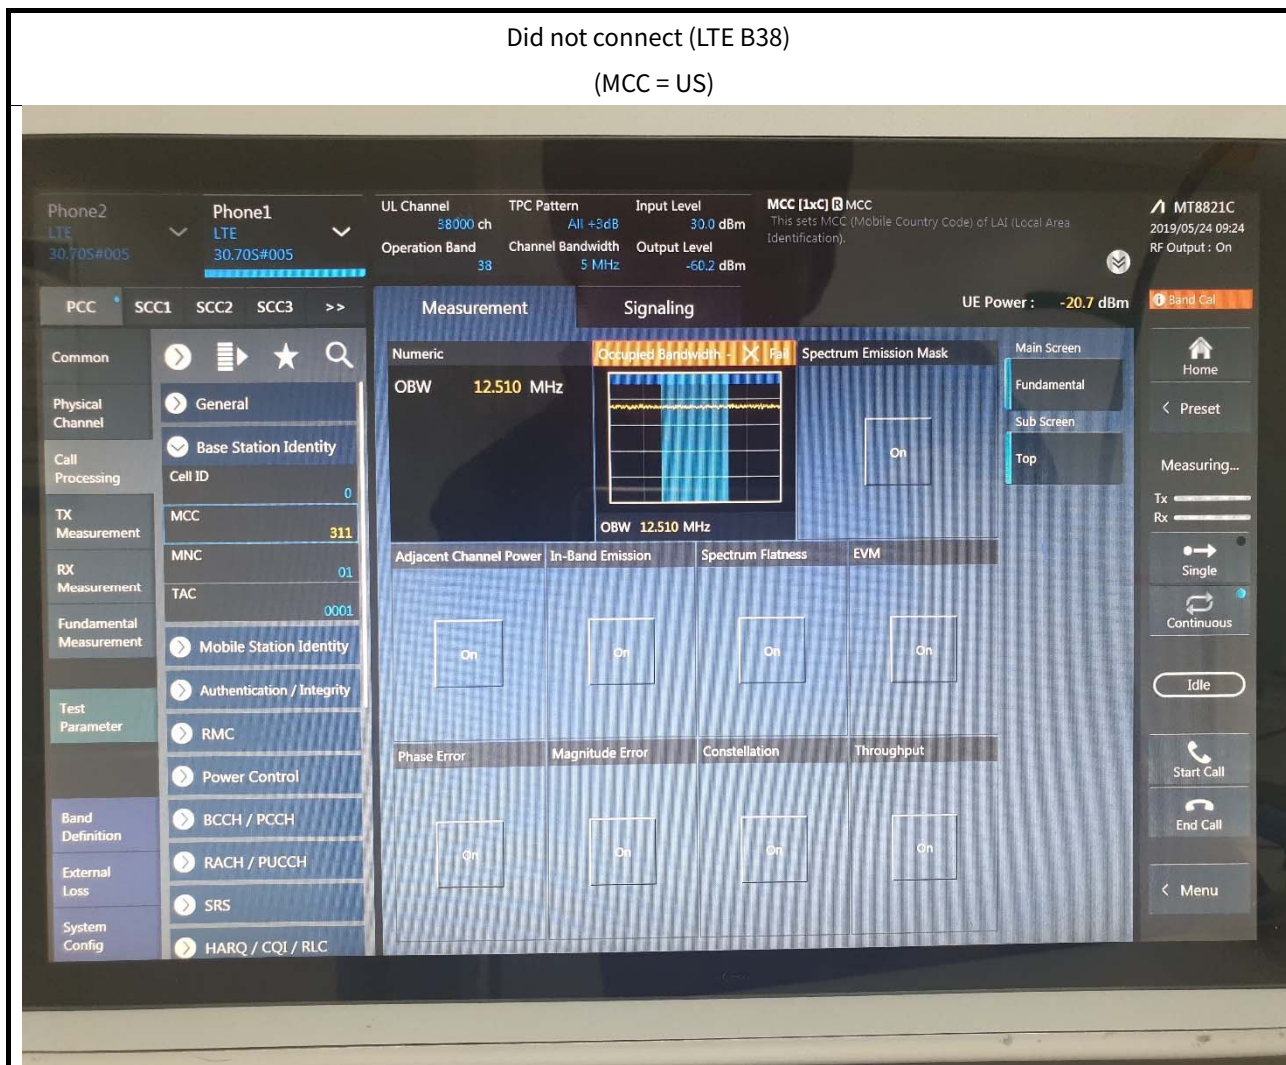 Did not connect (LTE B38)
(MCC = US)
Phone2
LTE
30.70S#005
Phone1
LTE
30.70S#005
UL Channel
38000 ch
Operation Band
38
TPC Pattern
All +3dB
Channel Bandwidth
5 MHz
Input Level
30.0 dBm
Output Level
-60.2 dBm
MCC [1xC] R MCC
This sets MCC (Mobile Country Code) of LAI (Local Area
Identification).
MT8821C
2019/05/24 09:24
RF Output : On
PCC SCC1 SCC2 SCC3 >>
Measurement
Signaling
UE Power : -20.7 dBm
Band Cal
Common
Physical
Channel
Call
Processing
TX
Measurement
RX
Measurement
Fundamental
Measurement
Test
Parameter
Band
Definition
External
Loss
System
Config
General
Base Station Identity
Cell ID
0
MCC
311
MNC
01
TAC
0001
Mobile Station Identity
Authentication / Integrity
RMC
Power Control
BCCH / PCCH
RACH / PUCCH
SRS
HARQ / CQI / RLC
Numeric
OBW 12.510 MHz
Occupied Bandwidth - Fail
OBW 12.510 MHz
Spectrum Emission Mask
On
Adjacent Channel Power
On
In-Band Emission
On
Spectrum Flatness
On
EVM
On
Phase Error
On
Magnitude Error
On
Constellation
On
Throughput
On
Main Screen
Fundamental
Sub Screen
Top
Home
< Preset
Measuring...
Tx
Rx
Single
Continuous
Idle
Start Call
End Call
< Menu